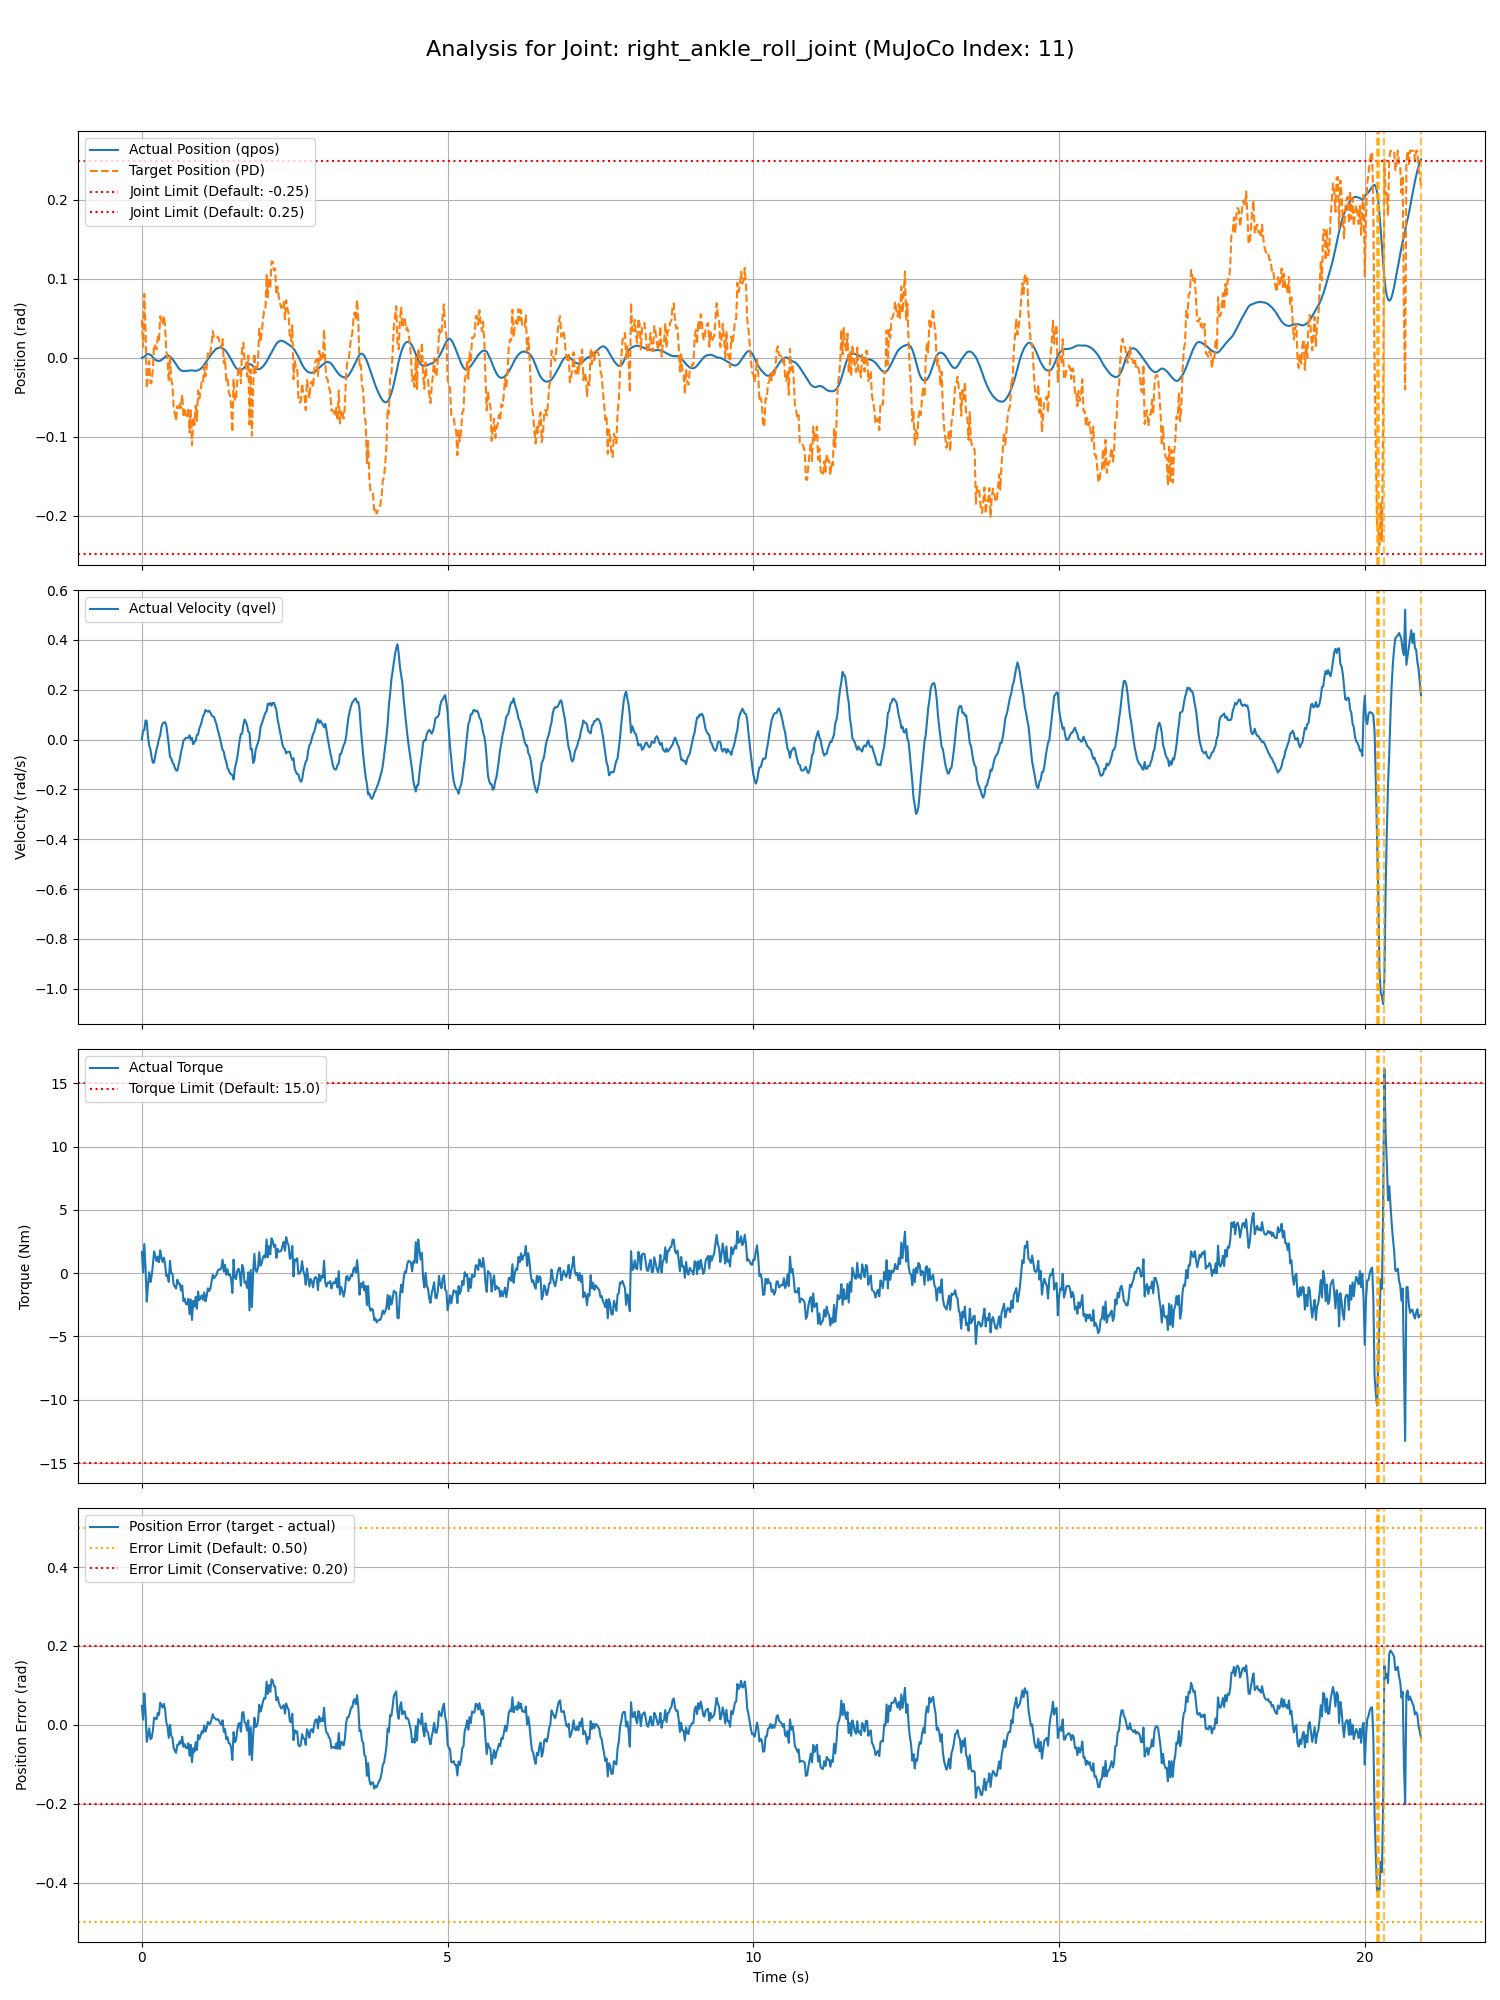 Analysis for Joint: right_ankle_roll_joint (MuJoCo Index: 11)
Actual Position (qpos)
Target Position (PD)
Joint Limit (Default: -0.25)
Joint Limit (Default: 0.25)
Position (rad)
0.2
0.1
0.0
−0.1
−0.2
Actual Velocity (qvel)
Velocity (rad/s)
0.6
0.4
0.2
0.0
−0.2
−0.4
−0.6
−0.8
−1.0
Actual Torque
Torque Limit (Default: 15.0)
Torque (Nm)
15
10
5
0
−5
−10
−15
Position Error (target - actual)
Error Limit (Default: 0.50)
Error Limit (Conservative: 0.20)
Position Error (rad)
0.4
0.2
0.0
−0.2
−0.4
0 5 10 15 20
Time (s)